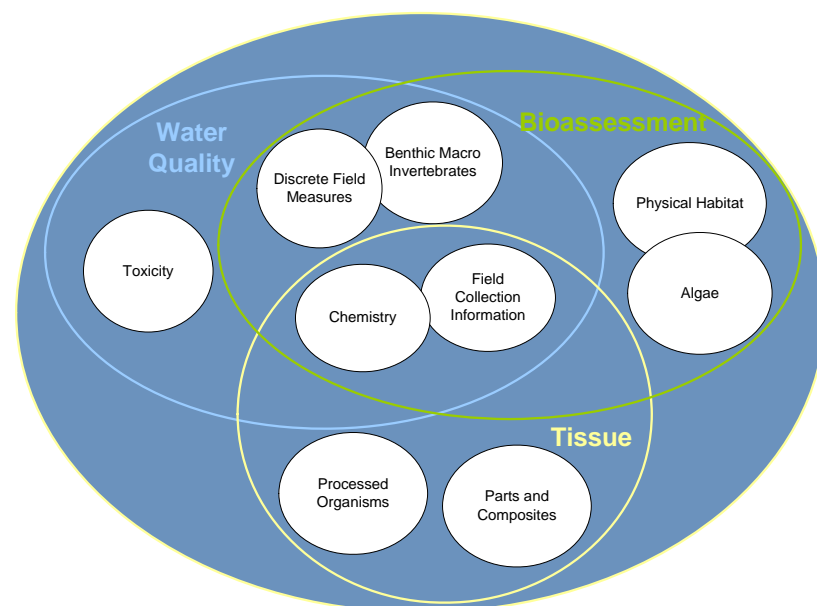 Water
Quality
Bioassessment
Benthic Macro
Invertebrates
Discrete Field
Measures
Physical Habitat
Toxicity
Algae
Field
Collection
Information
Chemistry
Tissue
Processed
Organisms
Parts and
Composites